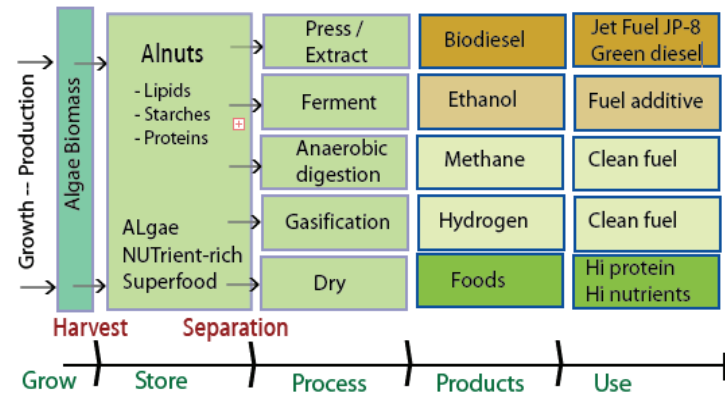 Growth -- Production
Algae Biomass
Alnuts
- Lipids
- Starches
- Proteins
ALgae
NUTrient-rich
Superfood
Press /
Extract
Biodiesel
Jet Fuel JP-8
Green diesel
Ferment
Ethanol
Fuel additive
Anaerobic
digestion
Methane
Clean fuel
Gasification
Hydrogen
Clean fuel
Dry
Foods
Hi protein
Hi nutrients
Harvest
Separation
Grow
Store
Process
Products
Use